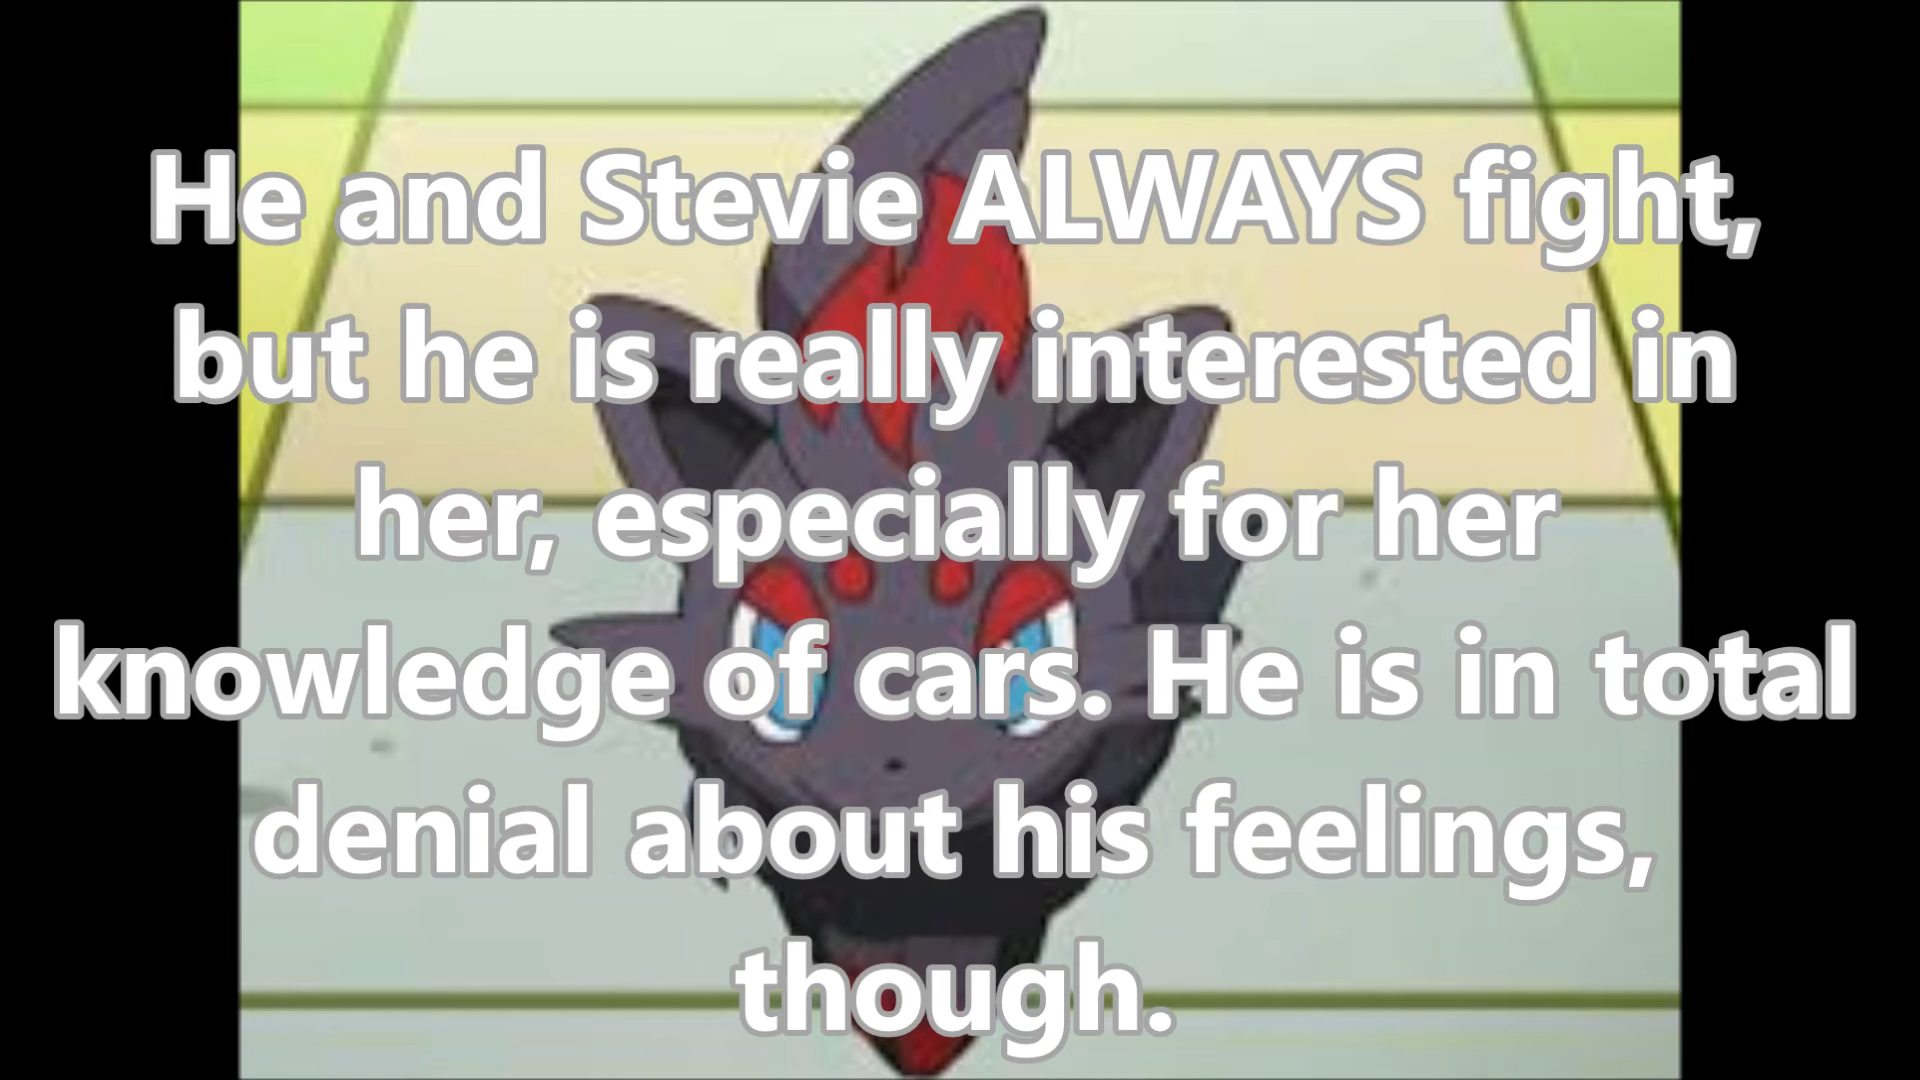 He and Stevie ALWAYS fight,
but he is really interested in
her, especially for her
knowledge of cars. He is in total
denial about his feelings,
though.